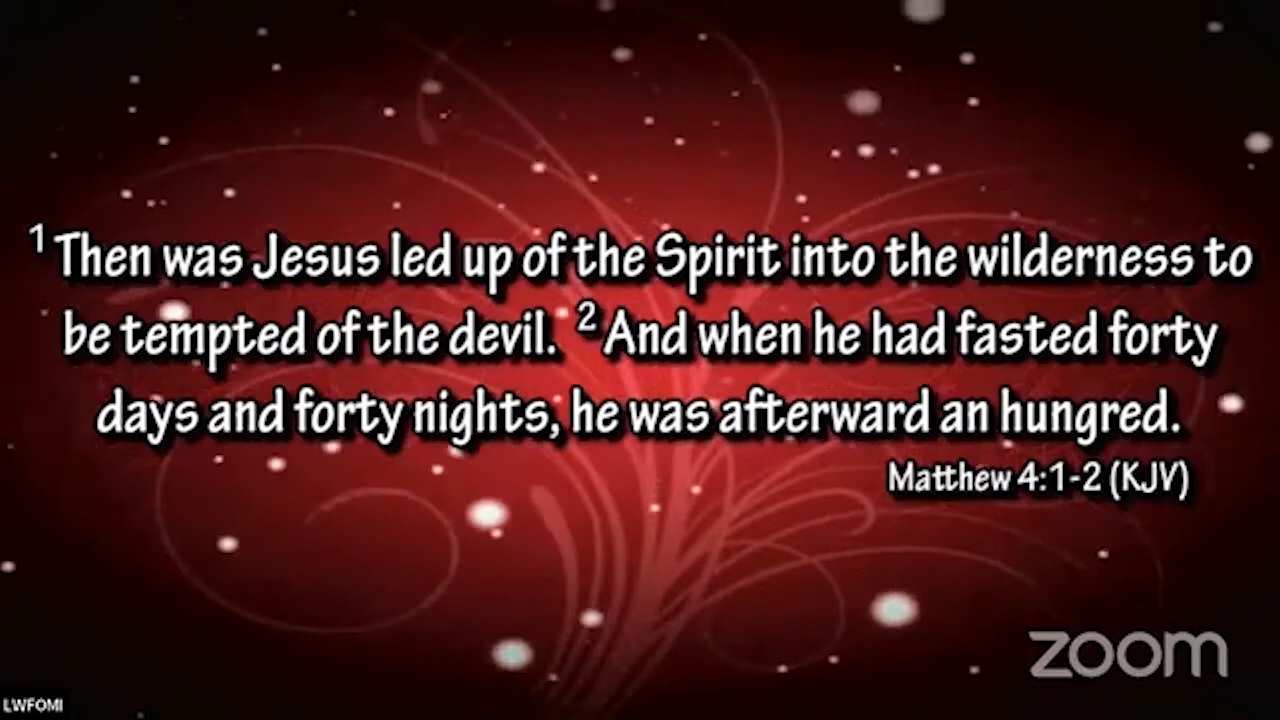 1 Then was Jesus led up of the Spirit into the wilderness to
be tempted of the devil. 2 And when he had fasted forty
days and forty nights, he was afterward an hungred.
Matthew 4:1-2 (KJV)
zoom
LWFOMI